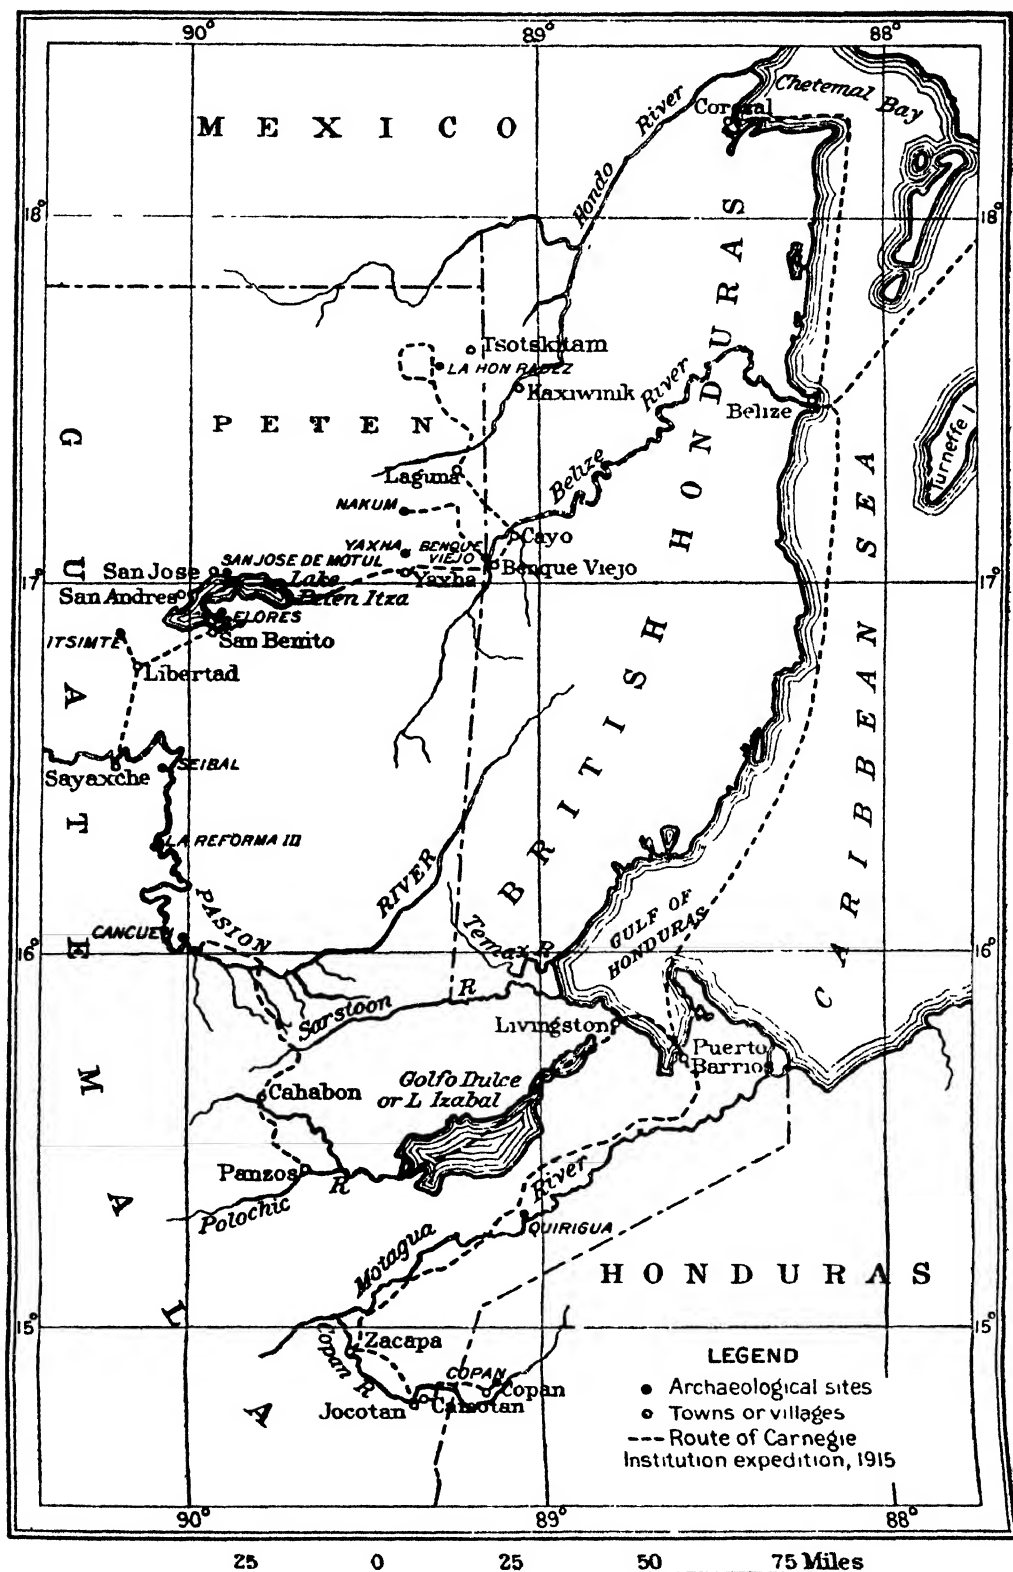 90° 89° 88°
Chetemal Bay
MEXICO
Hondo River
Corozal
18° 18°
Tsotskitam
LA HON RADEZ
Kaxiwinik
River
Belize
PETEN
Laguna
Belize
Turneffe I
NAKUM
Cayo
YAXHA
BENQUE
VIEJO
SAN JOSE DE MOTUL
San Jose
Yaxha
Benque Viejo
17° 17°
Lake
Peten Itza
San Andres
FLORES
San Benito
ITSIMTE
Libertad
BRITISH HONDURAS
CARIBBEAN SEA
GUATEMALA
Sayaxche
SEIBAL
LA REFORMA III
RIVER
PASION
CANCUEN
Temax R
GULF OF
HONDURAS
16° 16°
Sarstoon R
Livingston
Puerto
Barrios
Golfo Dulce
or L Izabal
Cahabon
Panzos
R
Polochic
River
QUIRIGUA
Motagua
HONDURAS
15° 15°
Zacapa
Copan R
COPAN
Copan
Camotan
Jocotan
LEGEND
Archaeological sites
Towns or villages
Route of Carnegie
Institution expedition, 1915
90° 89° 88°
25 0 25 50 75 Miles